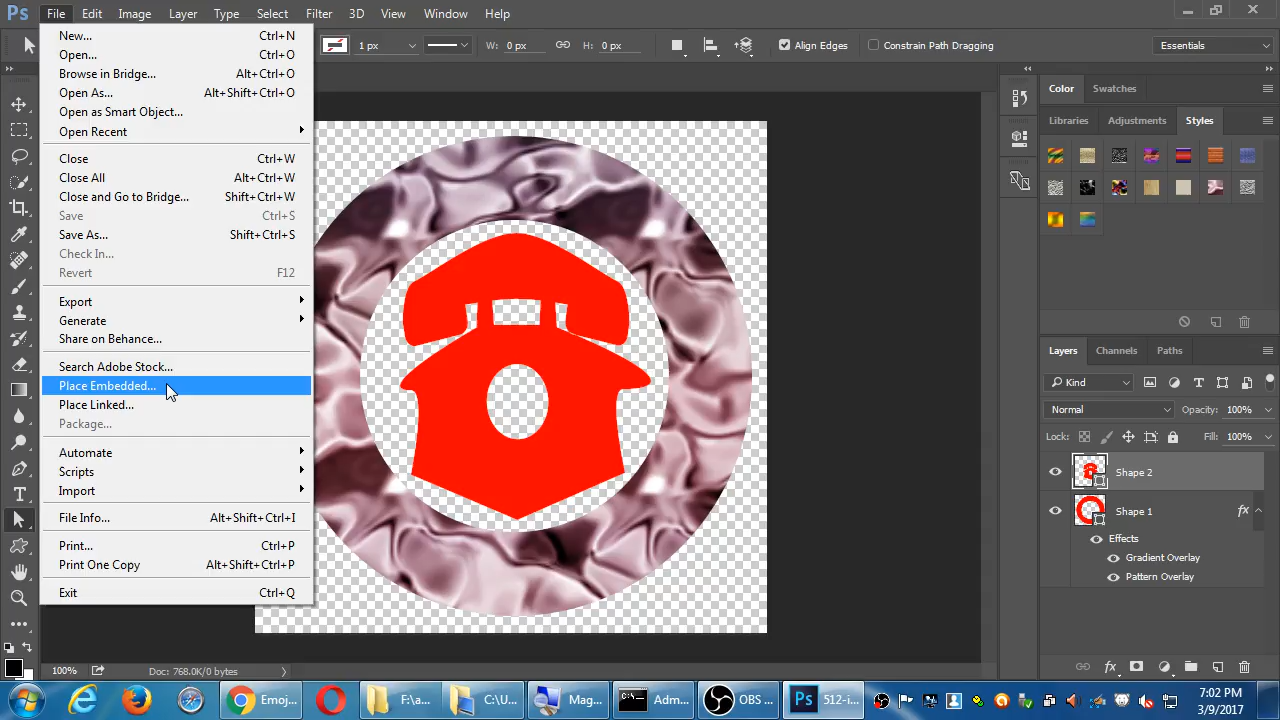 Ps File Edit Image Layer Type Select Filter 3D View Window Help
1 px W: 0 px H: 0 px Align Edges Constrain Path Dragging Essentials
New... Ctrl+N
Open... Ctrl+O
Browse in Bridge... Alt+Ctrl+O
Open As... Alt+Shift+Ctrl+O
Open as Smart Object...
Open Recent
Close Ctrl+W
Close All Alt+Ctrl+W
Close and Go to Bridge... Shift+Ctrl+W
Save Ctrl+S
Save As... Shift+Ctrl+S
Check In...
Revert F12
Export
Generate
Share on Behance...
Search Adobe Stock...
Place Embedded...
Place Linked...
Package...
Automate
Scripts
Import
File Info... Alt+Shift+Ctrl+I
Print... Ctrl+P
Print One Copy Alt+Shift+Ctrl+P
Exit Ctrl+Q
Color Swatches
Libraries Adjustments Styles
Layers Channels Paths
Kind
Normal Opacity: 100%
Lock: Fill: 100%
Shape 2
Shape 1 fx
Effects
Gradient Overlay
Pattern Overlay
fx
100% Doc: 768.0K/0 bytes
Emoj... F:\a... C:\U... Mag... Adm... OBS ... Ps 512-i...
7:02 PM
3/9/2017